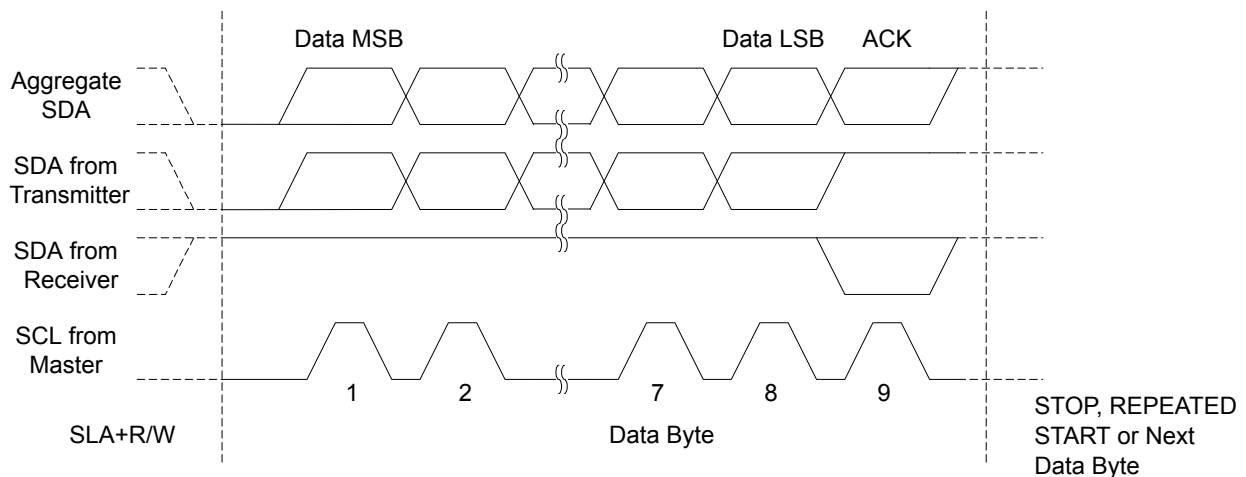 Data MSB
Data LSB
ACK
Aggregate
SDA
SDA from
Transmitter
SDA from
Receiver
SCL from
Master
1
2
7
8
9
SLA+R/W
Data Byte
STOP, REPEATED
START or Next
Data Byte